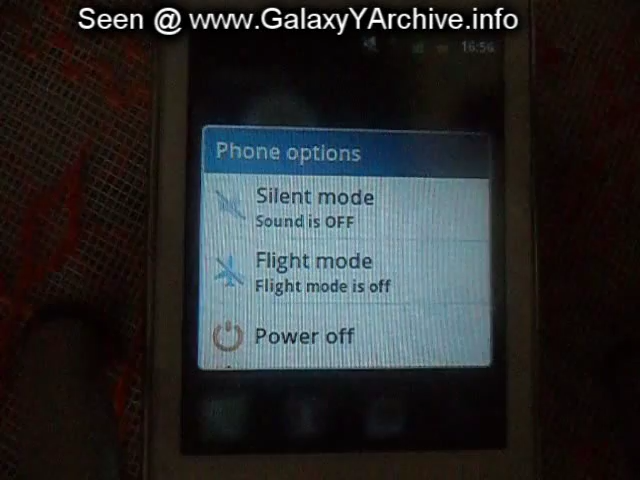 Seen @ www.GalaxyYArchive.info
16:56
Phone options
Silent mode
Sound is OFF
Flight mode
Flight mode is off
Power off